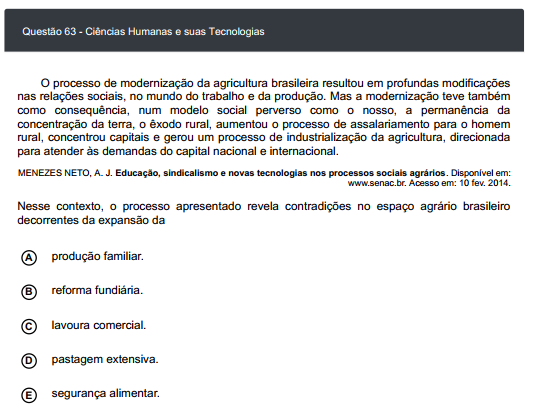 Questão 63 - Ciências Humanas e suas Tecnologias
O processo de modernização da agricultura brasileira resultou em profundas modificações
nas relações sociais, no mundo do trabalho e da produção. Mas a modernização teve também
como consequência, num modelo social perverso como o nosso, a permanência da
concentração da terra, o êxodo rural, aumentou o processo de assalariamento para o homem
rural, concentrou capitais e gerou um processo de industrialização da agricultura, direcionada
para atender às demandas do capital nacional e internacional.
MENEZES NETO, A. J. Educação, sindicalismo e novas tecnologias nos processos sociais agrários. Disponível em:
www.senac.br. Acesso em: 10 fev. 2014.
Nesse contexto, o processo apresentado revela contradições no espaço agrário brasileiro
decorrentes da expansão da
A produção familiar.
B reforma fundiária.
C lavoura comercial.
D pastagem extensiva.
E segurança alimentar.